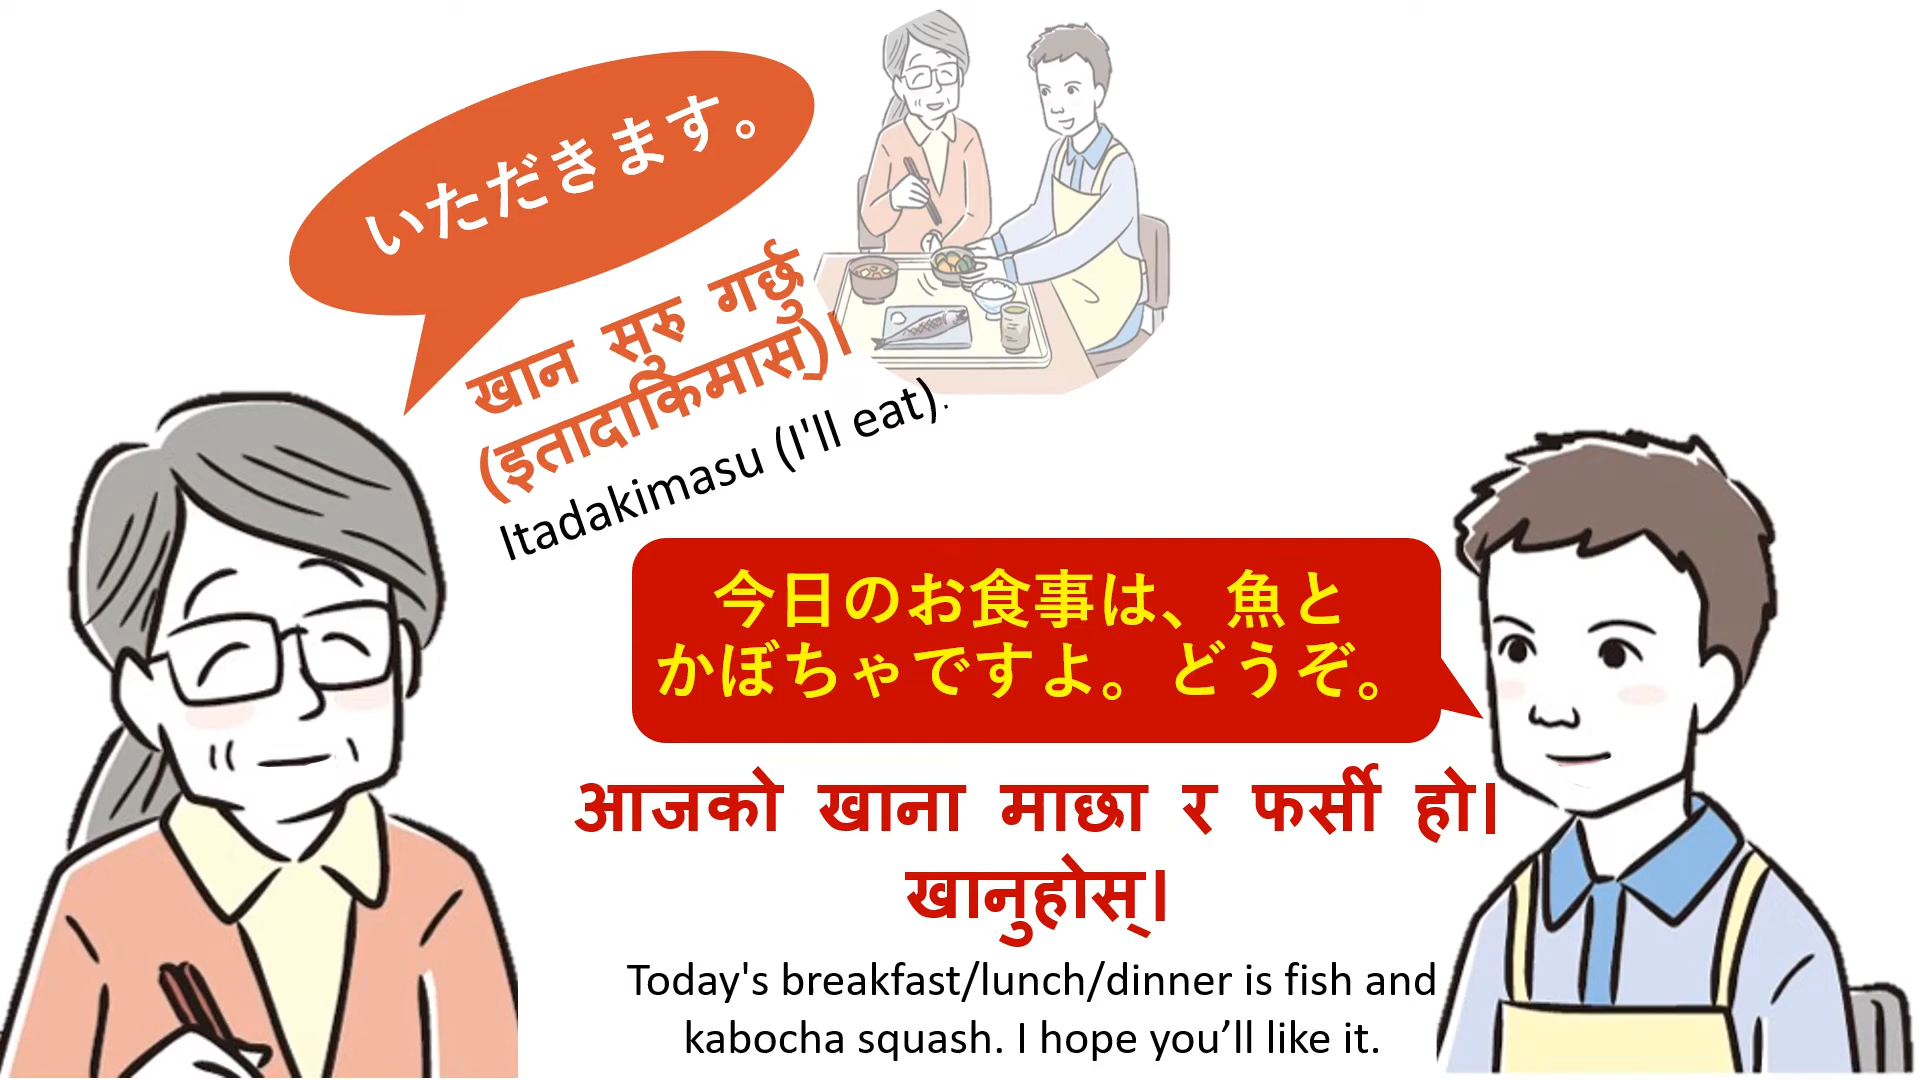 いただきます。
खान सुरु गर्छु
(इतादाकिमास्)।
Itadakimasu (I'll eat).
今日のお食事は、魚と
かぼちゃですよ。どうぞ。
आजको खाना माछा र फर्सी हो।
खानुहोस्।
Today's breakfast/lunch/dinner is fish and
kabocha squash. I hope you’ll like it.